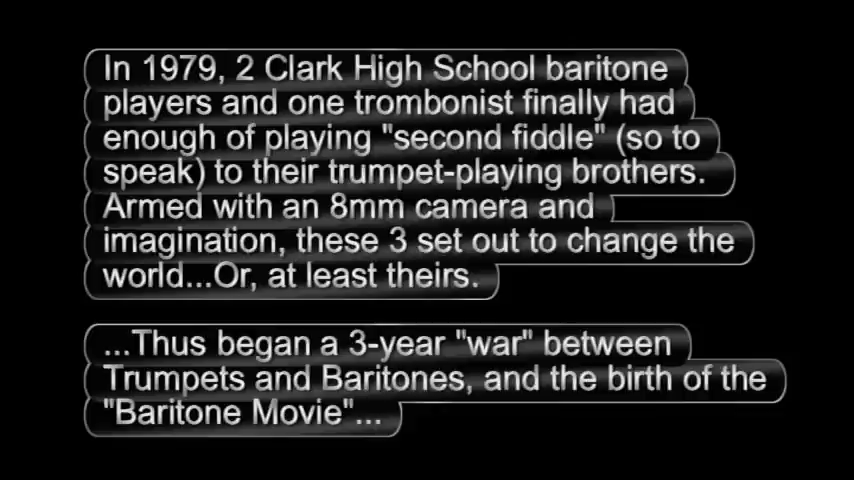 In 1979, 2 Clark High School baritone
players and one trombonist finally had
enough of playing "second fiddle" (so to
speak) to their trumpet-playing brothers.
Armed with an 8mm camera and
imagination, these 3 set out to change the
world...Or, at least theirs.
...Thus began a 3-year "war" between
Trumpets and Baritones, and the birth of the
"Baritone Movie"...